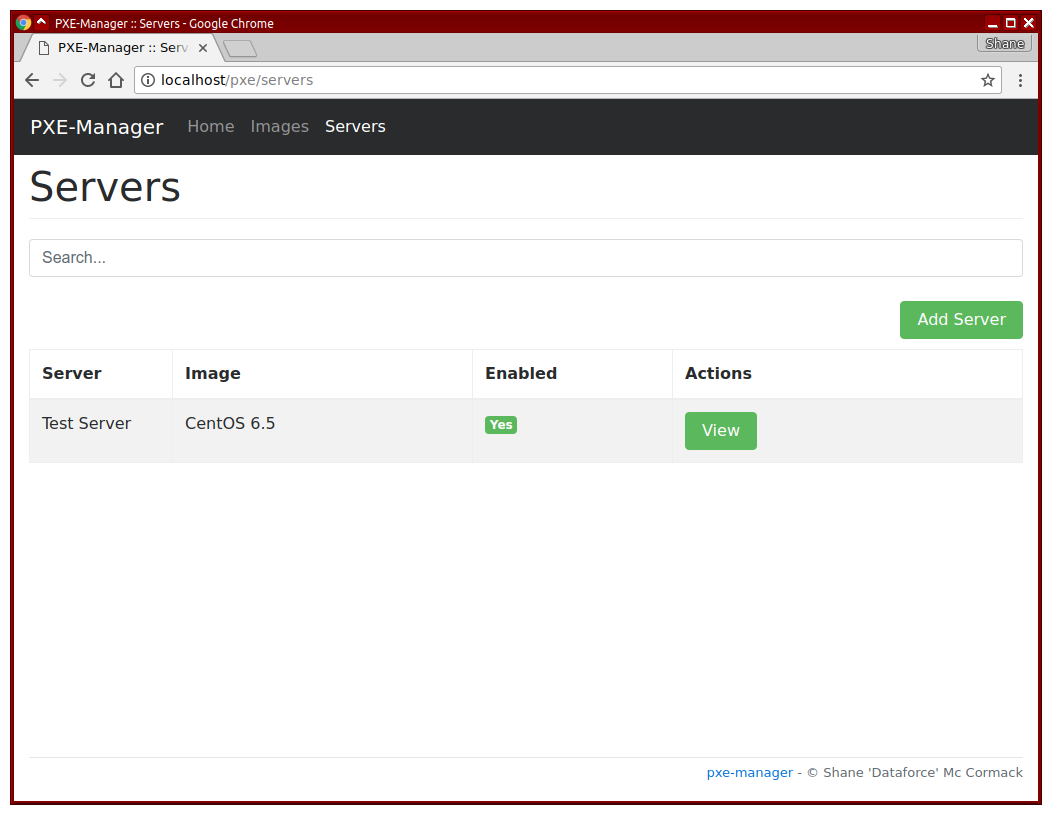 PXE-Manager :: Servers - Google Chrome
PXE-Manager :: Serv
Shane
localhost/pxe/servers
PXE-Manager Home Images Servers
Servers
Search...
Add Server
Server Image Enabled Actions
Test Server CentOS 6.5 Yes View
pxe-manager - © Shane 'Dataforce' Mc Cormack